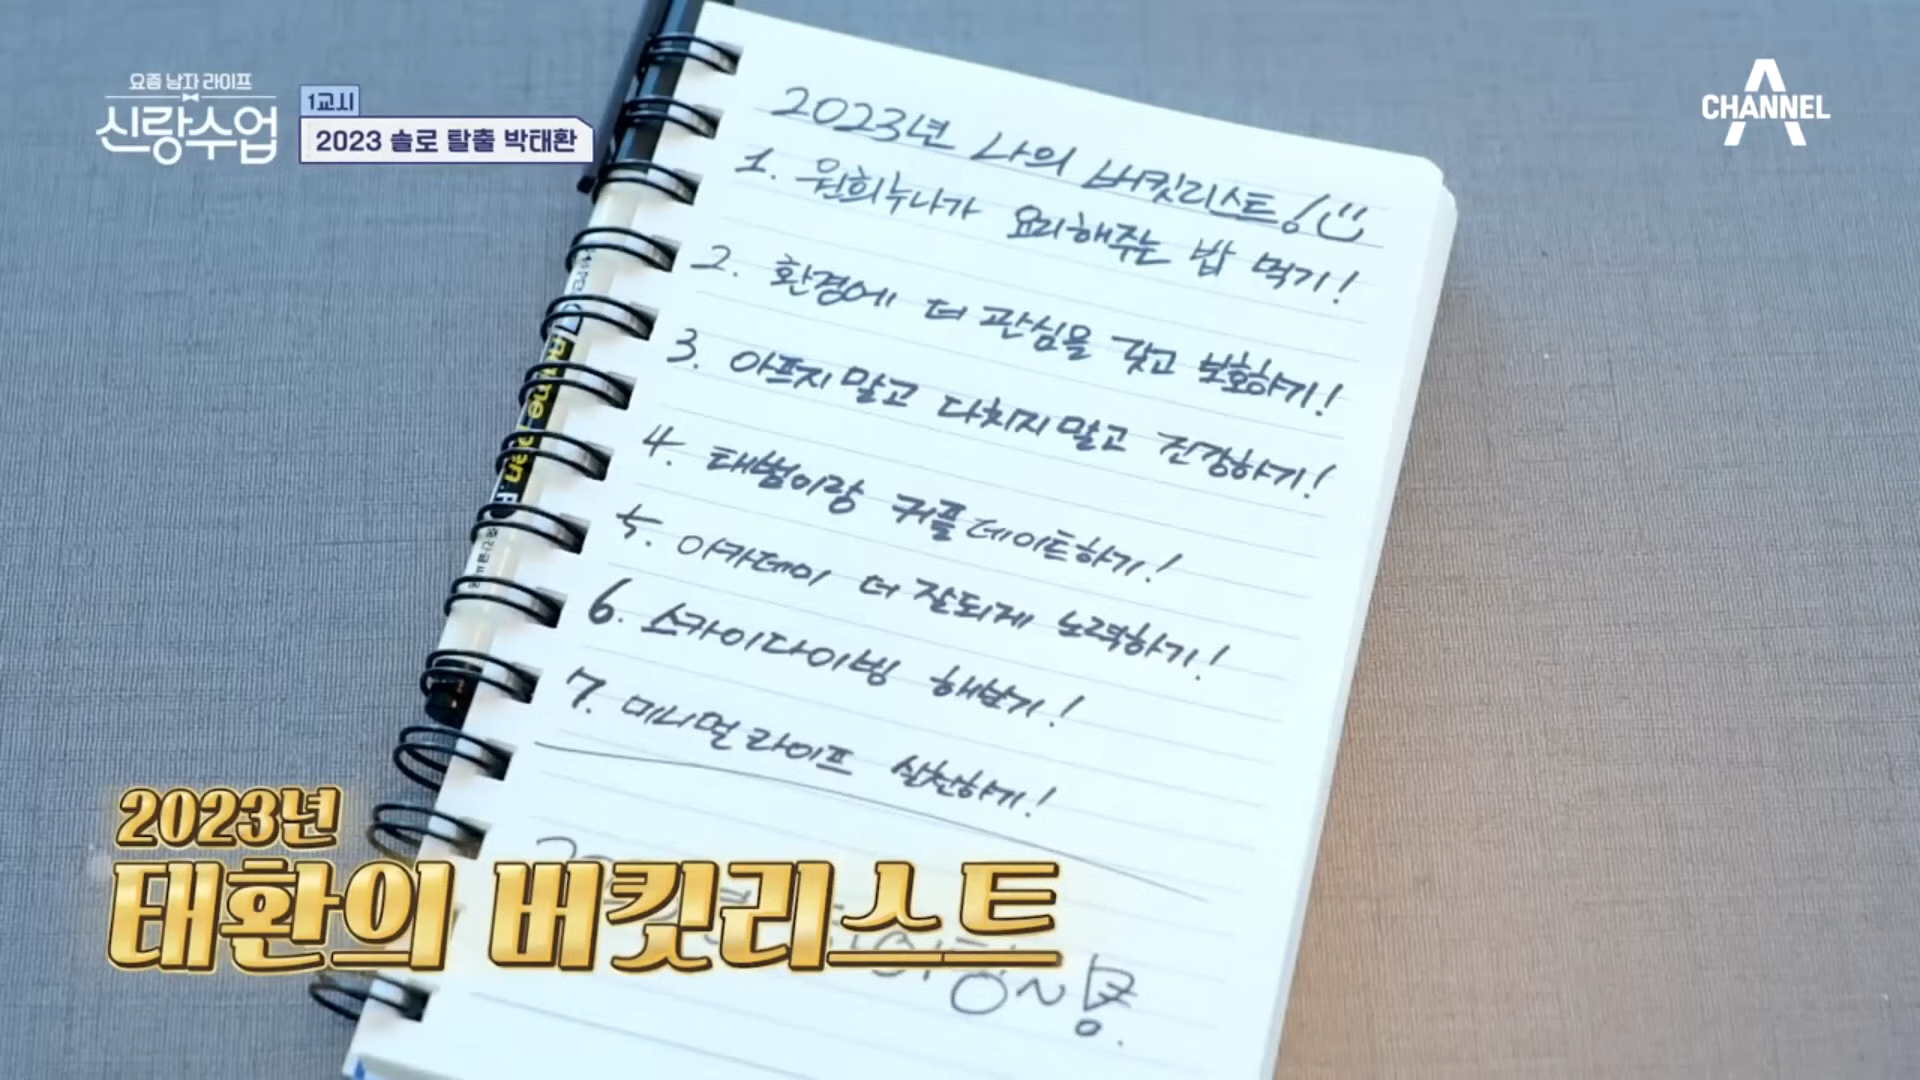 요즘 남자 라이프
신랑수업
1교시
2023 솔로 탈출 박태환
CHANNEL A
2023년 나의 버킷리스트!
1. 원희누나가 요리해주는 밥 먹기!
2. 환경에 더 관심을 갖고 보호하기!
3. 아프지말고 다치지말고 건강하기!
4. 태범이랑 커플데이트하기!
5. 아카데미 더 잘되게 노력하기!
6. 스카이다이빙 해보기!
7. 미니멀라이프 실천하기!
2023년
태환의 버킷리스트